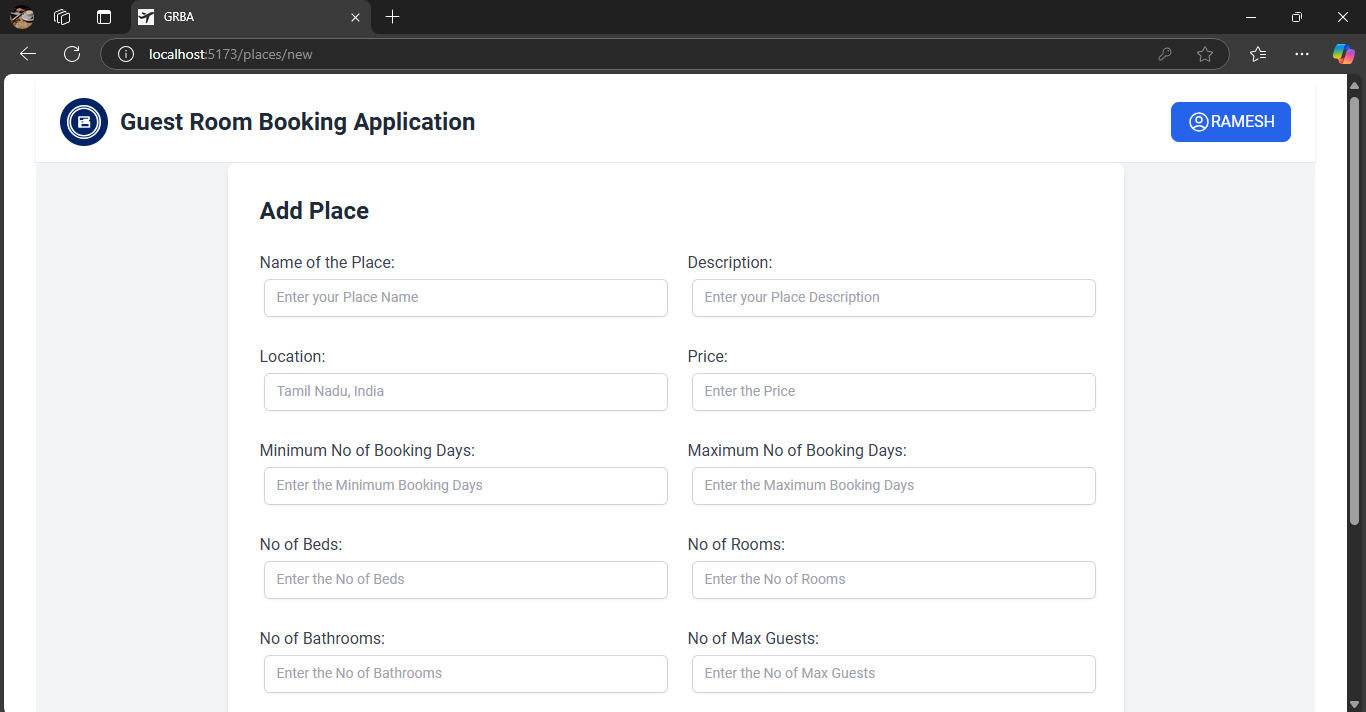 GRBA
localhost:5173/places/new
Guest Room Booking Application
RAMESH
Add Place
Name of the Place:
Description:
Enter your Place Name
Enter your Place Description
Location:
Price:
Tamil Nadu, India
Enter the Price
Minimum No of Booking Days:
Maximum No of Booking Days:
Enter the Minimum Booking Days
Enter the Maximum Booking Days
No of Beds:
No of Rooms:
Enter the No of Beds
Enter the No of Rooms
No of Bathrooms:
No of Max Guests:
Enter the No of Bathrooms
Enter the No of Max Guests